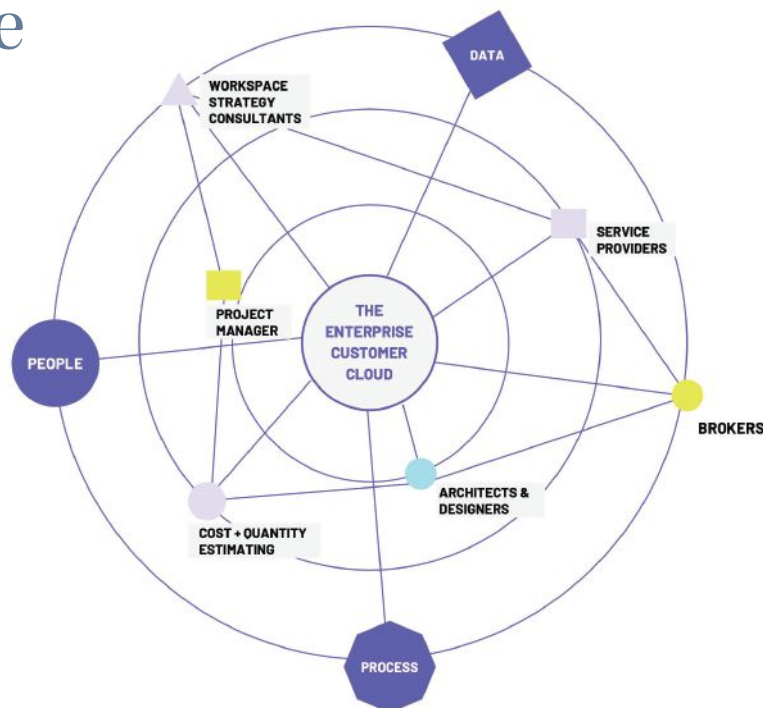 e
DATA
WORKSPACE
STRATEGY
CONSULTANTS
SERVICE
PROVIDERS
PROJECT
MANAGER
THE
ENTERPRISE
CUSTOMER
CLOUD
PEOPLE
BROKERS
ARCHITECTS &
DESIGNERS
COST + QUANTITY
ESTIMATING
PROCESS